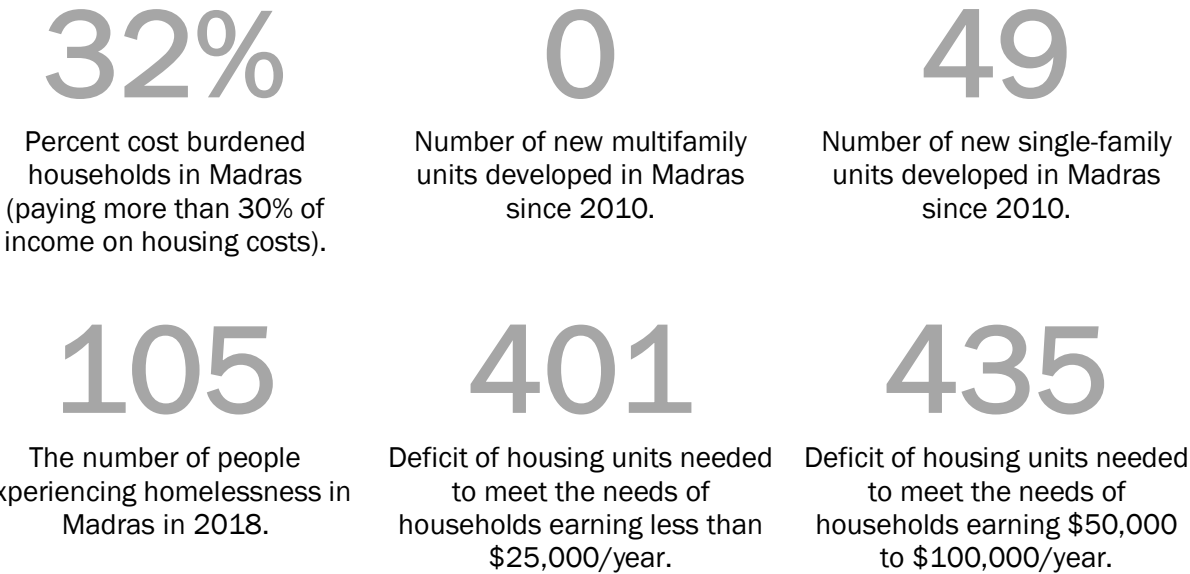 32%
Percent cost burdened
households in Madras
(paying more than 30% of
income on housing costs).
0
Number of new multifamily
units developed in Madras
since 2010.
49
Number of new single-family
units developed in Madras
since 2010.
105
The number of people
xperiencing homelessness in
Madras in 2018.
401
Deficit of housing units needed
to meet the needs of
households earning less than
$25,000/year.
435
Deficit of housing units needed
to meet the needs of
households earning $50,000
to $100,000/year.